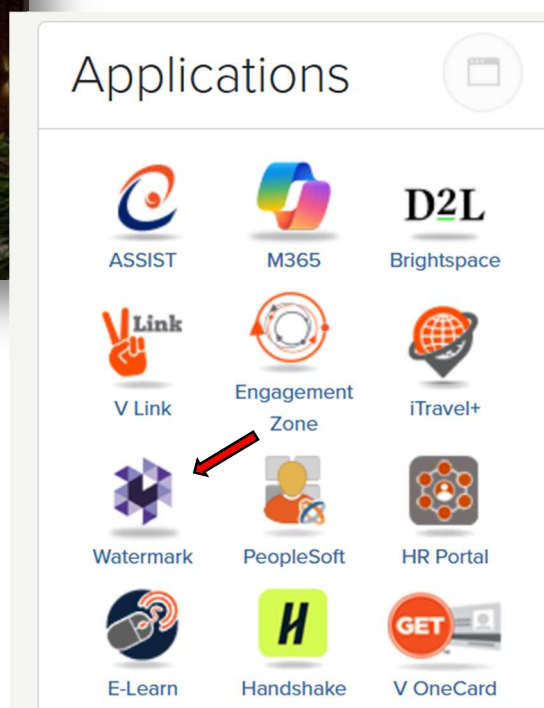 Applications
D2L
ASSIST
M365
Brightspace
Link
V Link
Engagement
Zone
iTravel+
Watermark
PeopleSoft
HR Portal
H
GET
E-Learn
Handshake
V OneCard